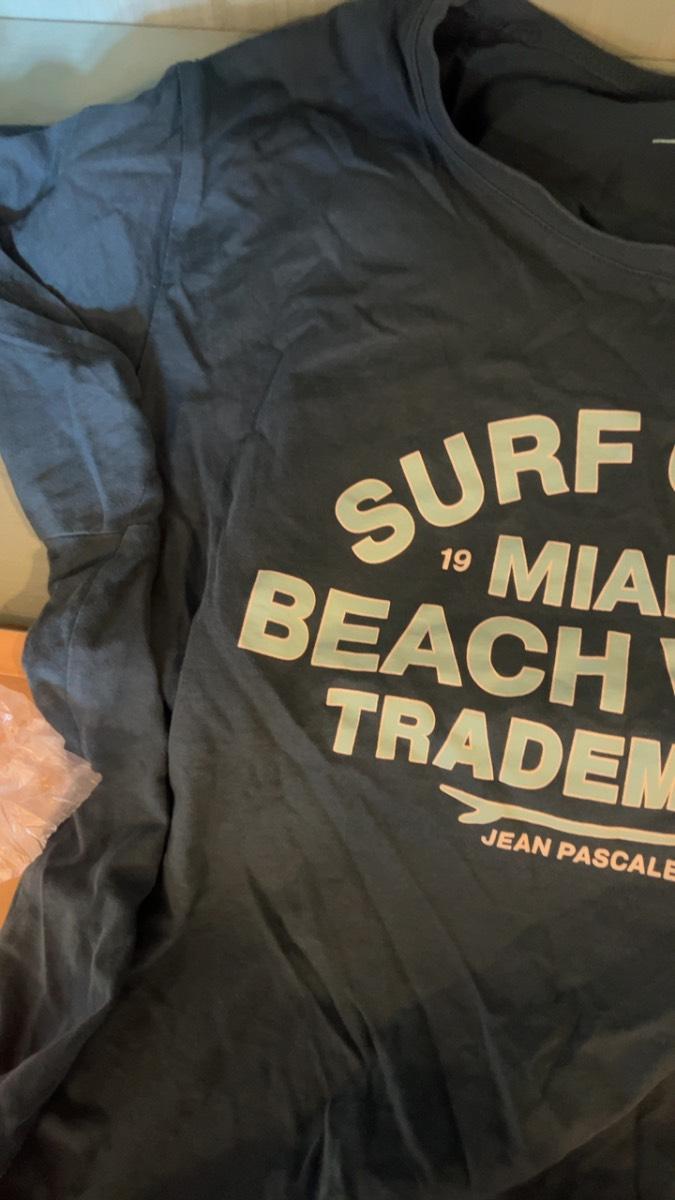 SURF
19 MIA
BEACH
TRADEM
JEAN PASCALE